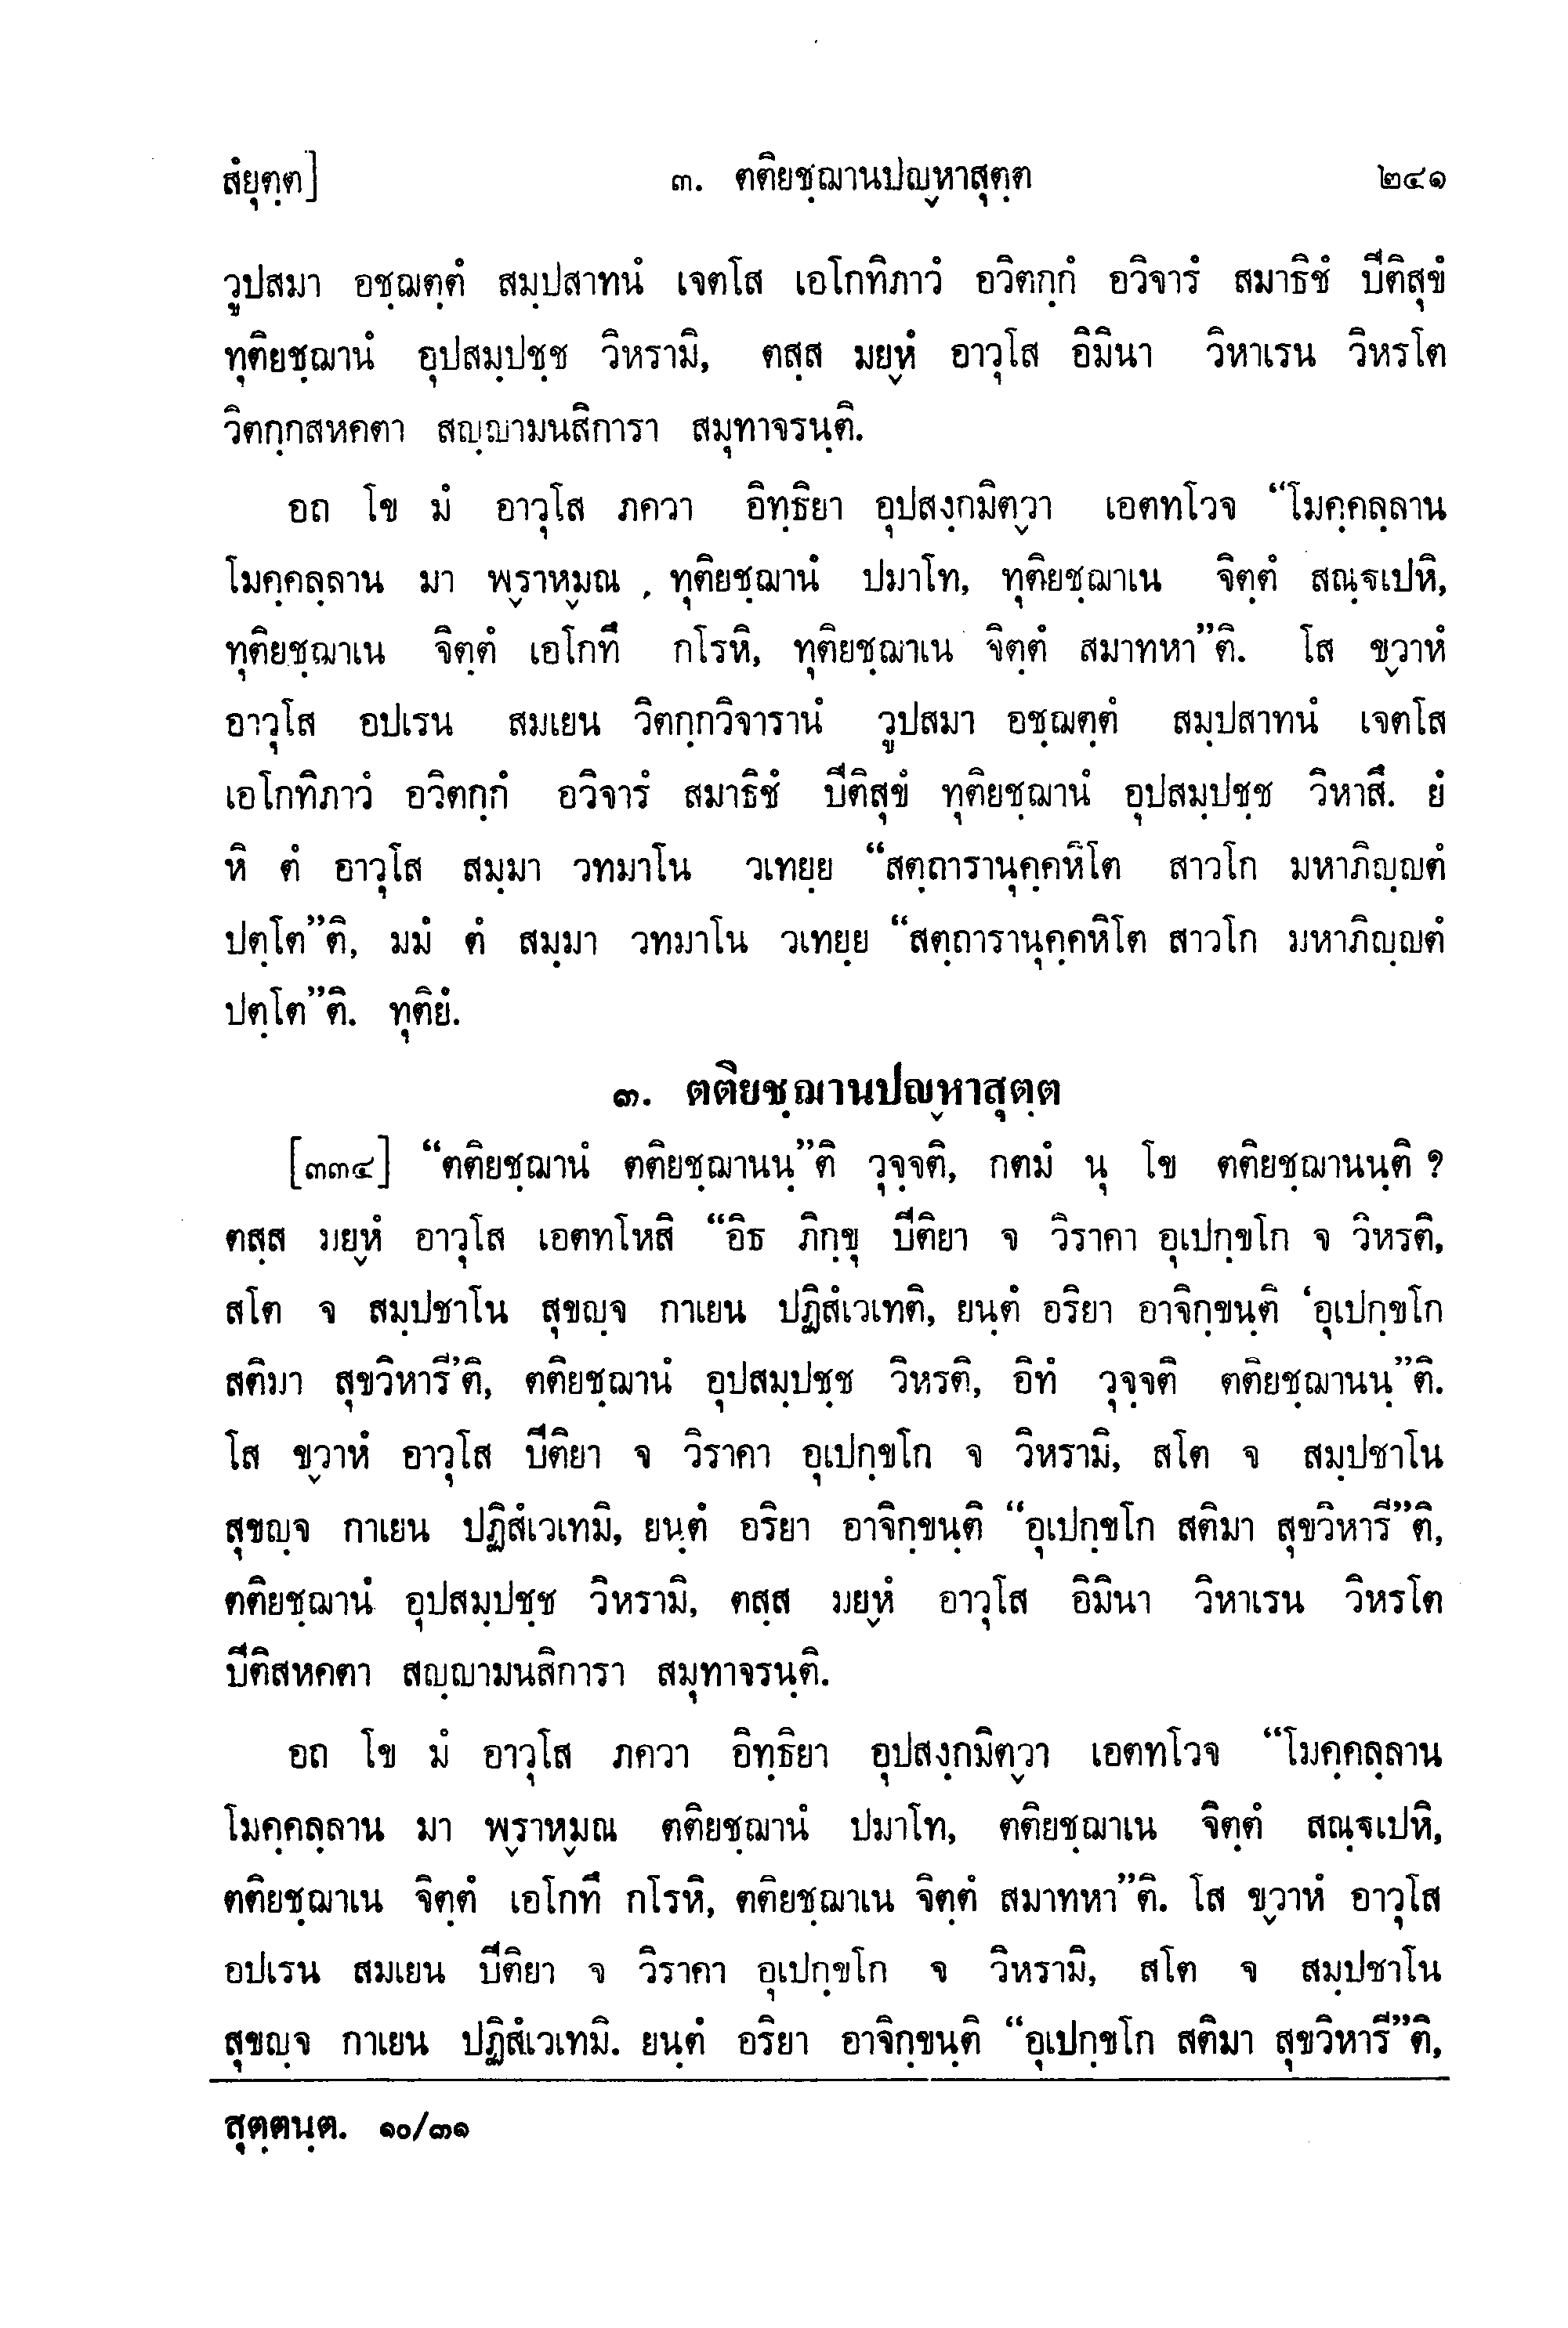 สํยุตฺต] ๓. ตติยชฺฌานปญฺหาสุตฺต ๒๔๑
วูปสมา อชฺฌตฺตํ สมฺปสาทนํ เจตโส เอโกทิภาวํ อวิตกฺกํ อวิจารํ สมาธิชํ ปีติสุขํ
ทุติยชฺฌานํ อุปสมฺปชฺช วิหรามิ, ตสฺส มยฺหํ อาวุโส อิมินา วิหาเรน วิหรโต
วิตกฺกสหคตา สญฺญามนสิการา สมุทาจรนฺติ.
อถ โข มํ อาวุโส ภควา อิทฺธิยา อุปสงฺกมิตฺวา เอตทโวจ “โมคฺคลฺลาน
โมคฺคลฺลาน มา พฺราหฺมณ , ทุติยชฺฌานํ ปมาโท, ทุติยชฺฌาเน จิตฺตํ สณฺฐเปหิ,
ทุติยชฺฌาเน จิตฺตํ เอโกทึ กโรหิ, ทุติยชฺฌาเน จิตฺตํ สมาทหา”ติ. โส ขฺวาหํ
อาวุโส อปเรน สมเยน วิตกฺกวิจารานํ วูปสมา อชฺฌตฺตํ สมฺปสาทนํ เจตโส
เอโกทิภาวํ อวิตกฺกํ อวิจารํ สมาธิชํ ปีติสุขํ ทุติยชฺฌานํ อุปสมฺปชฺช วิหาสึ. ยํ
หิ ตํ อาวุโส สมฺมา วทมาโน วเทยฺย “สตฺถารานุคฺคหิโต สาวโก มหาภิญฺญตํ
ปตฺโต”ติ, มมํ ตํ สมฺมา วทมาโน วเทยฺย “สตฺถารานุคฺคหิโต สาวโก มหาภิญฺญตํ
ปตฺโต”ติ. ทุติยํ.
๓. ตติยชฺฌานปญฺหาสุตฺต
[๓๓๔] “ตติยชฺฌานํ ตติยชฺฌานนฺ”ติ วุจฺจติ, กตมํ นุ โข ตติยชฺฌานนฺติ ?
ตสฺส มยฺหํ อาวุโส เอตทโหสิ “อิธ ภิกฺขุ ปีติยา จ วิราคา อุเปกฺขโก จ วิหรติ,
สโต จ สมฺปชาโน สุขญฺจ กาเยน ปฏิสํเวเทติ, ยนฺตํ อริยา อาจิกฺขนฺติ ‘อุเปกฺขโก
สติมา สุขวิหารี’ติ, ตติยชฺฌานํ อุปสมฺปชฺช วิหรติ, อิทํ วุจฺจติ ตติยชฺฌานนฺ”ติ.
โส ขฺวาหํ อาวุโส ปีติยา จ วิราคา อุเปกฺขโก จ วิหรามิ, สโต จ สมฺปชาโน
สุขญฺจ กาเยน ปฏิสํเวเทมิ, ยนฺตํ อริยา อาจิกฺขนฺติ “อุเปกฺขโก สติมา สุขวิหารี”ติ,
ตติยชฺฌานํ อุปสมฺปชฺช วิหรามิ, ตสฺส มยฺหํ อาวุโส อิมินา วิหาเรน วิหรโต
ปีติสหคตา สญฺญามนสิการา สมุทาจรนฺติ.
อถ โข มํ อาวุโส ภควา อิทฺธิยา อุปสงฺกมิตฺวา เอตทโวจ “โมคฺคลฺลาน
โมคฺคลฺลาน มา พฺราหฺมณ ตติยชฺฌานํ ปมาโท, ตติยชฺฌาเน จิตฺตํ สณฺฐเปหิ,
ตติยชฺฌาเน จิตฺตํ เอโกทึ กโรหิ, ตติยชฺฌาเน จิตฺตํ สมาทหา”ติ. โส ขฺวาหํ อาวุโส
อปเรน สมเยน ปีติยา จ วิราคา อุเปกฺขโก จ วิหรามิ, สโต จ สมฺปชาโน
สุขญฺจ กาเยน ปฏิสํเวเทมิ. ยนฺตํ อริยา อาจิกฺขนฺติ “อุเปกฺขโก สติมา สุขวิหารี”ติ,
สุตฺตนฺต. ๑๐/๓๑